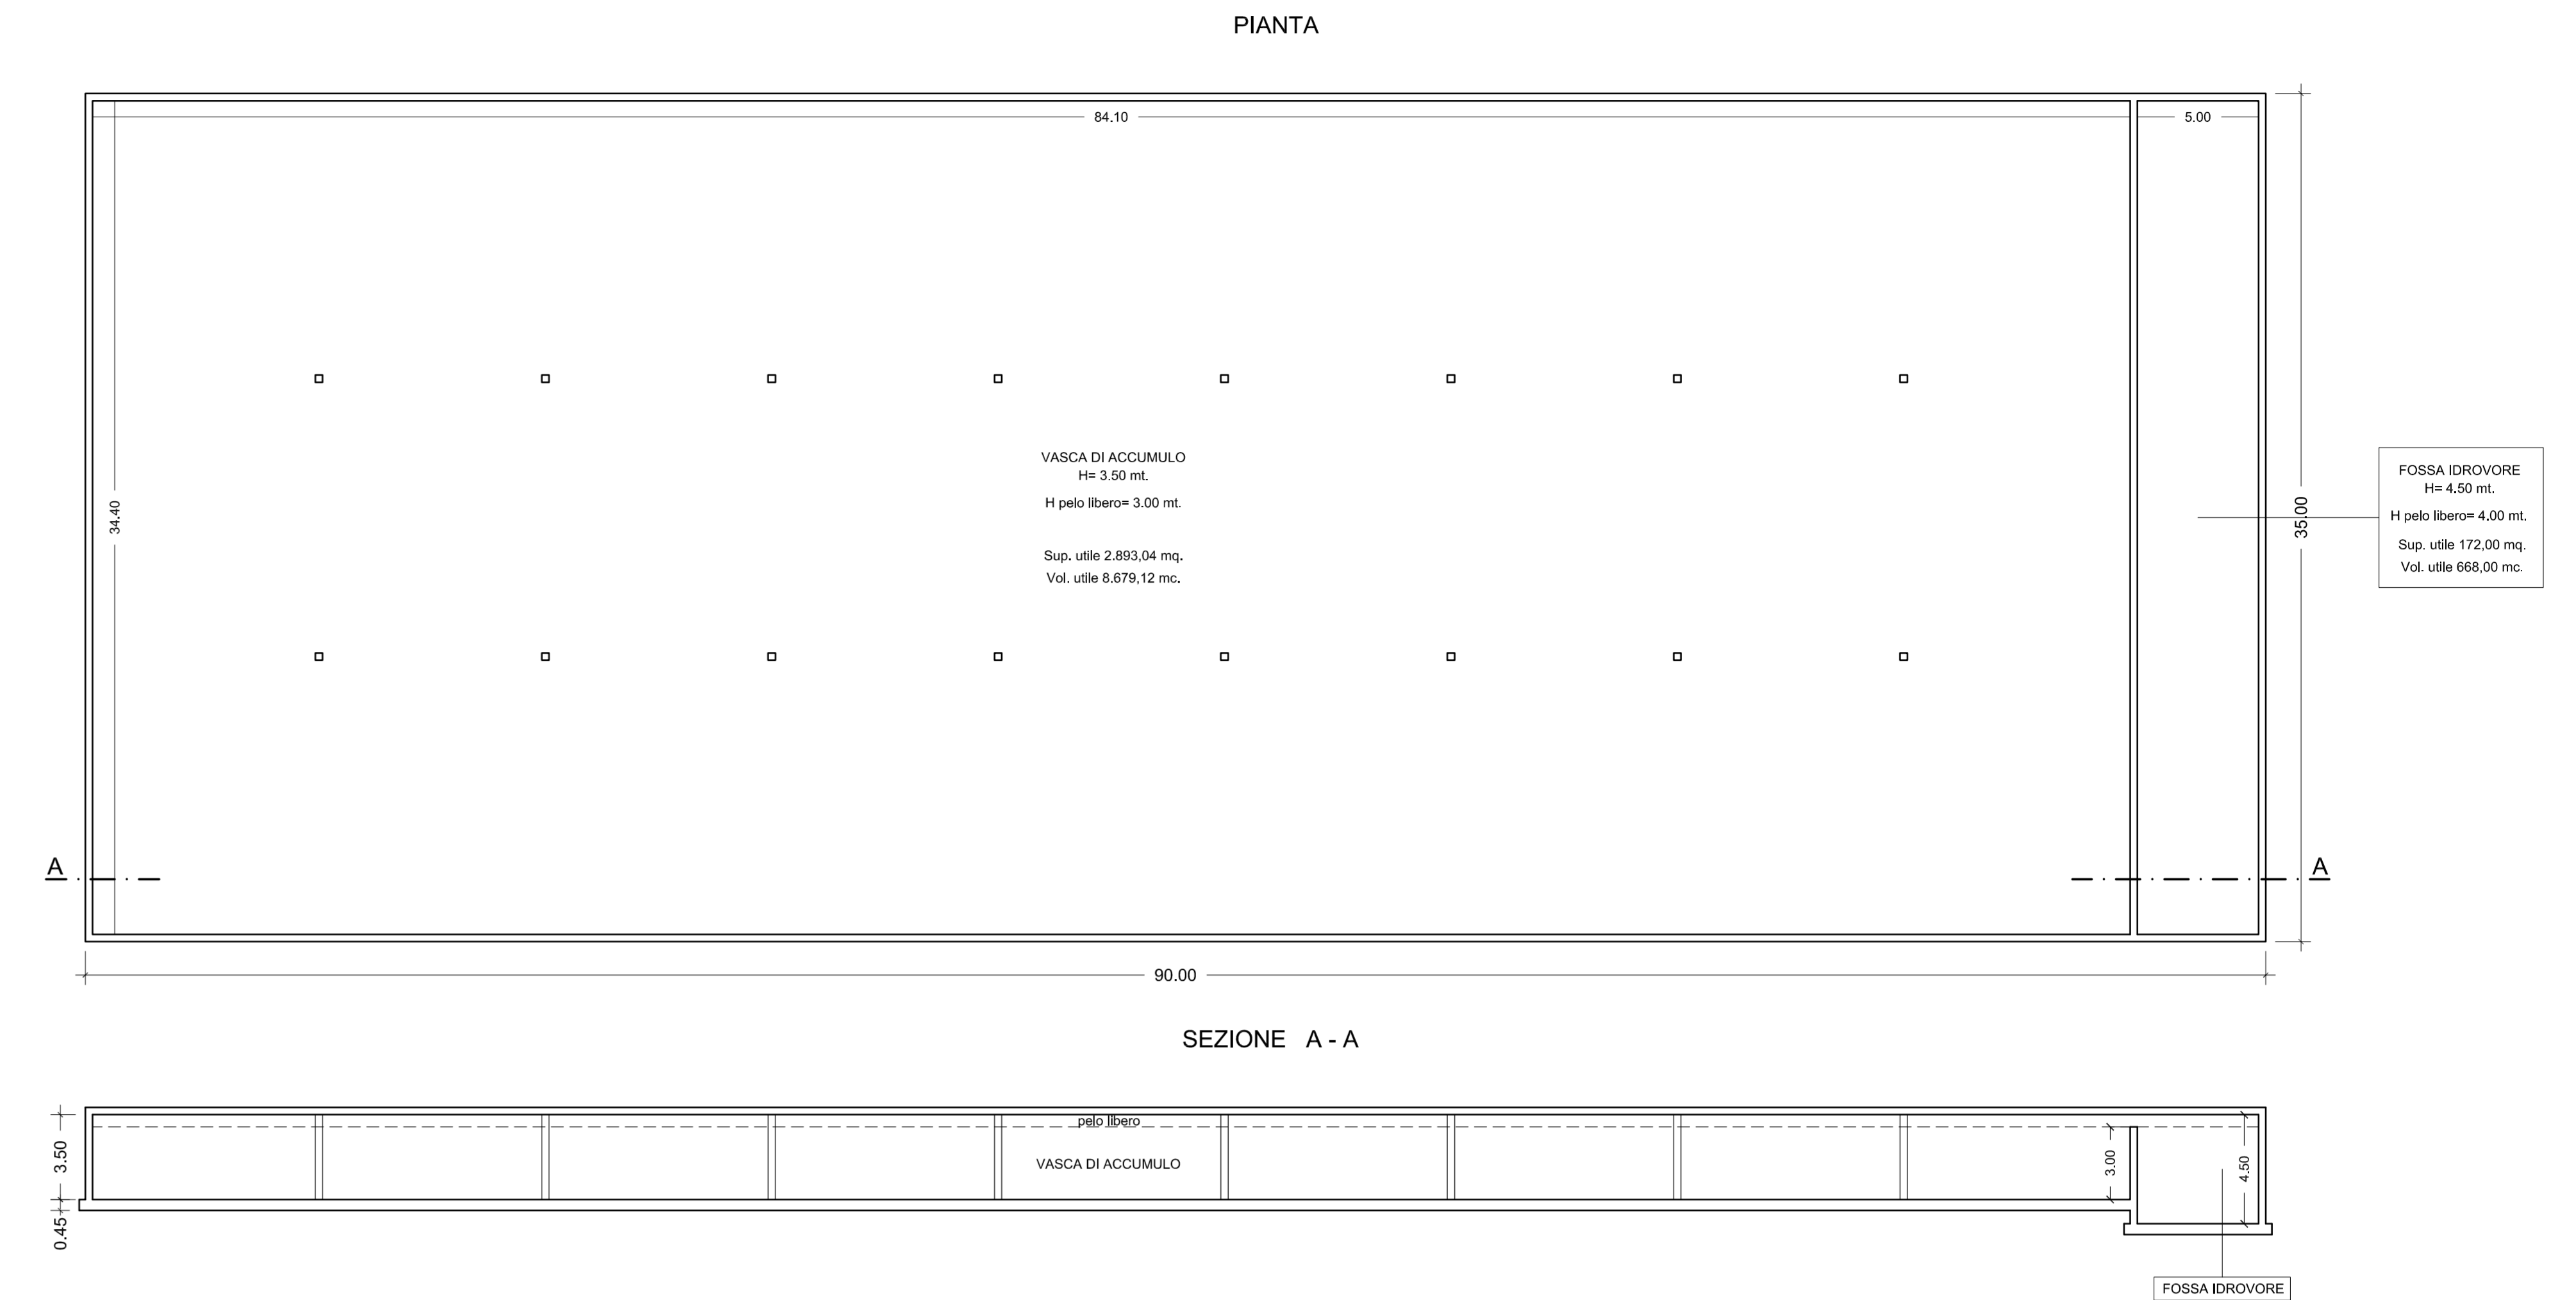 PIANTA
84.10
5.00
34.40
VASCA DI ACCUMULO
H= 3.50 mt.
H pelo libero= 3.00 mt.
Sup. utile 2.893,04 mq.
Vol. utile 8.679,12 mc.
35.00
FOSSA IDROVORE
H= 4.50 mt.
H pelo libero= 4.00 mt.
Sup. utile 172,00 mq.
Vol. utile 668,00 mc.
A
A
90.00
SEZIONE A - A
pelo libero
VASCA DI ACCUMULO
3.50
0.45
3.00
4.50
FOSSA IDROVORE